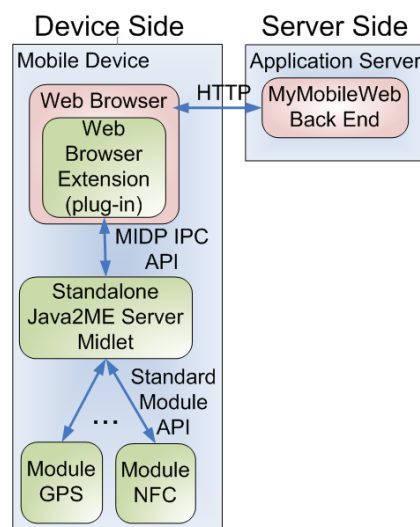 Device Side
Server Side
Mobile Device
Application Server
Web Browser
HTTP
MyMobileWeb
Back End
Web
Browser
Extension
(plug-in)
MIDP IPC
API
Standalone
Java2ME Server
Midlet
Standard
Module
API
...
Module
GPS
Module
NFC